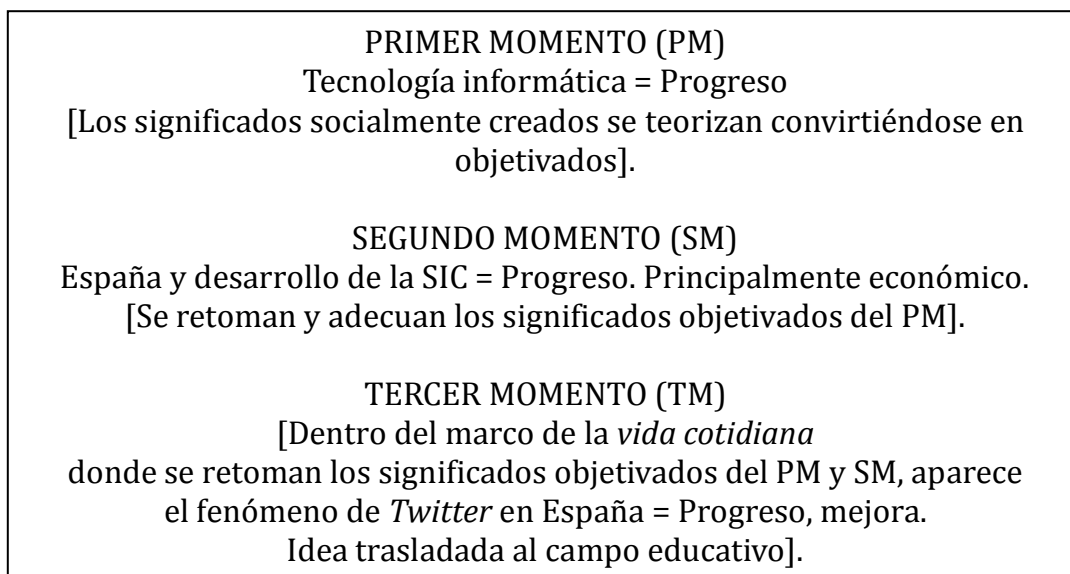 PRIMER MOMENTO (PM)
Tecnología informática = Progreso
[Los significados socialmente creados se teorizan convirtiéndose en
objetivados].
SEGUNDO MOMENTO (SM)
España y desarrollo de la SIC = Progreso. Principalmente económico.
[Se retoman y adecuan los significados objetivados del PM].
TERCER MOMENTO (TM)
[Dentro del marco de la vida cotidiana
donde se retoman los significados objetivados del PM y SM, aparece
el fenómeno de Twitter en España = Progreso, mejora.
Idea trasladada al campo educativo].